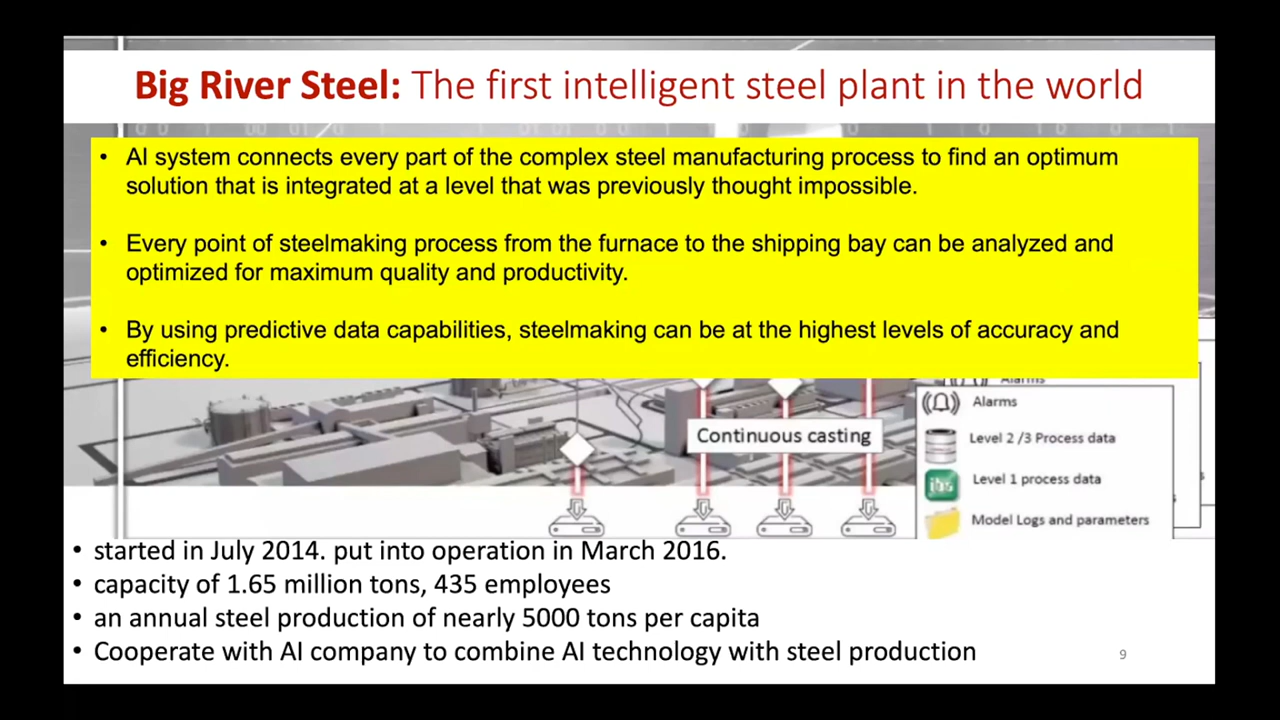 Big River Steel: The first intelligent steel plant in the world
• AI system connects every part of the complex steel manufacturing process to find an optimum
solution that is integrated at a level that was previously thought impossible.
• Every point of steelmaking process from the furnace to the shipping bay can be analyzed and
optimized for maximum quality and productivity.
• By using predictive data capabilities, steelmaking can be at the highest levels of accuracy and
efficiency.
Alarms
Alarms
Continuous casting
Level 2 /3 Process data
Level 1 process data
Model Logs and parameters
• started in July 2014. put into operation in March 2016.
• capacity of 1.65 million tons, 435 employees
• an annual steel production of nearly 5000 tons per capita
• Cooperate with AI company to combine AI technology with steel production
9